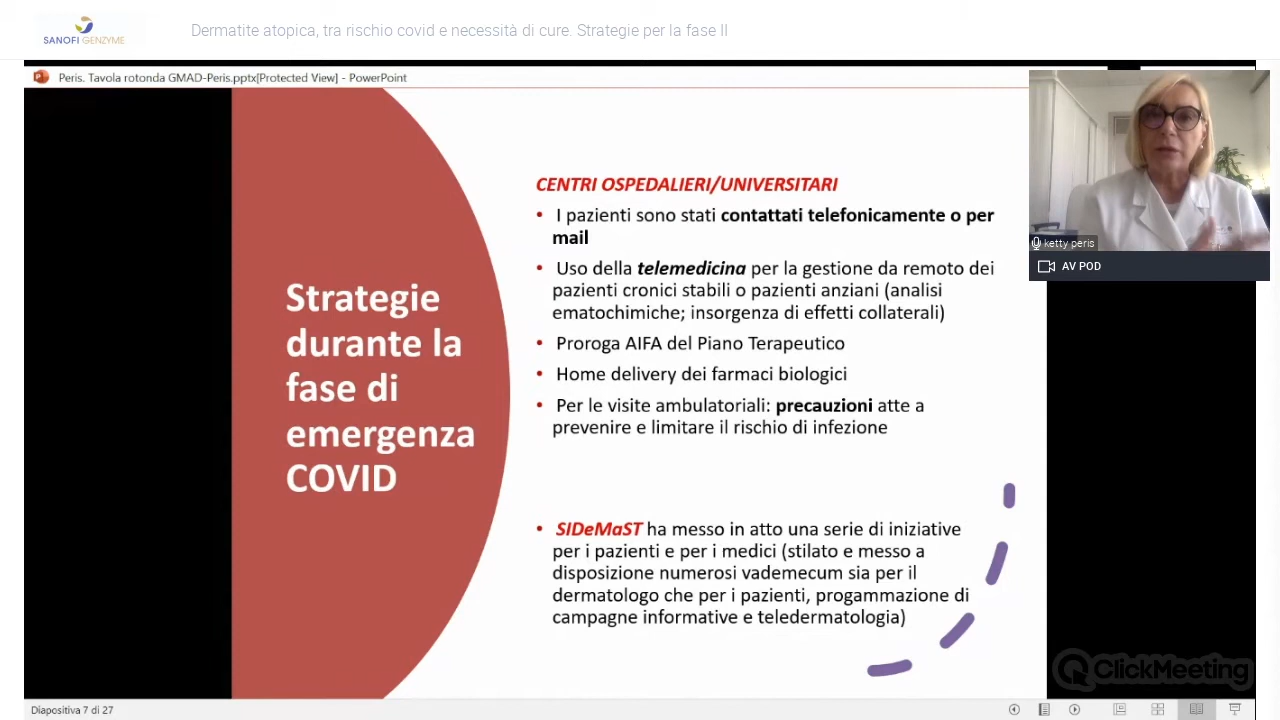 SANOFI GENZYME
Dermatite atopica, tra rischio covid e necessità di cure. Strategie per la fase II
Peris. Tavola rotonda GMAD-Peris.pptx[Protected View] - PowerPoint
Strategie
durante la
fase di
emergenza
COVID
CENTRI OSPEDALIERI/UNIVERSITARI
• I pazienti sono stati contattati telefonicamente o per
mail
• Uso della telemedicina per la gestione da remoto dei
pazienti cronici stabili o pazienti anziani (analisi
ematochimiche; insorgenza di effetti collaterali)
• Proroga AIFA del Piano Terapeutico
• Home delivery dei farmaci biologici
• Per le visite ambulatoriali: precauzioni atte a
prevenire e limitare il rischio di infezione
• SIDeMaST ha messo in atto una serie di iniziative
per i pazienti e per i medici (stilato e messo a
disposizione numerosi vademecum sia per il
dermatologo che per i pazienti, progammazione di
campagne informative e teledermatologia)
ketty peris
AV POD
ClickMeeting
Diapositiva 7 di 27